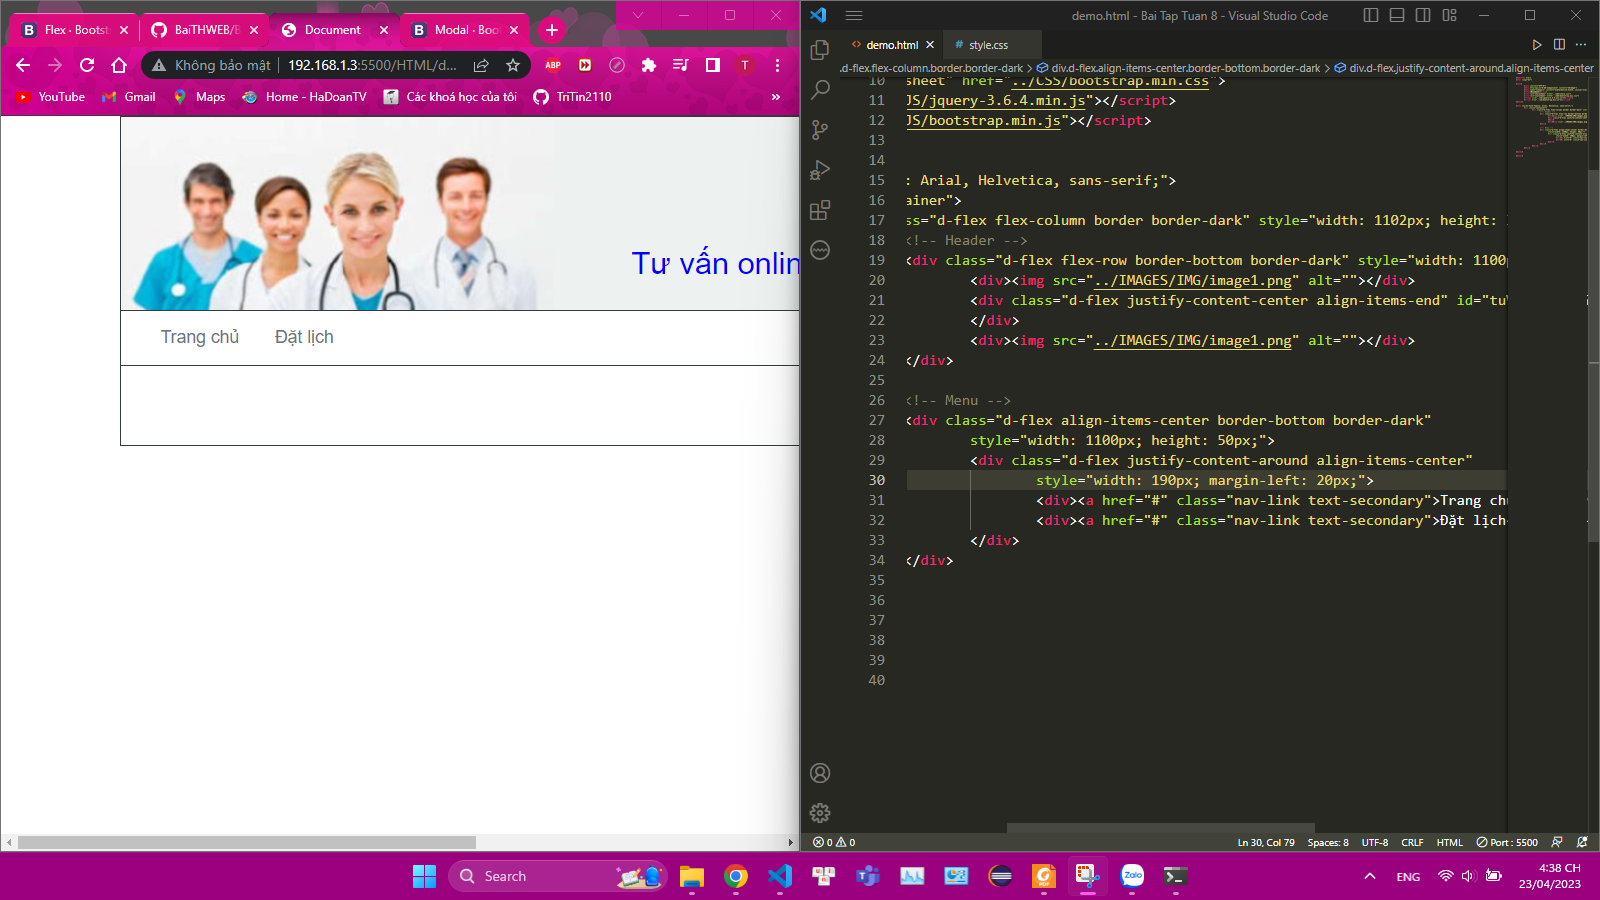 Flex · Bootst
BaiTHWEB/B
Document
Modal · Boo
Không bảo mật
192.168.1.3:5500/HTML/d...
ABP
T
YouTube
Gmail
Maps
Home - HaDoanTV
Các khoá học của tôi
TriTin2110
»
Tư vấn onlin
Trang chủ
Đặt lịch
demo.html - Bai Tap Tuan 8 - Visual Studio Code
<> demo.html
# style.css
.d-flex.flex-column.border.border-dark > div.d-flex.align-items-center.border-bottom.border-dark > div.d-flex.justify-content-around.align-items-center
10 sheet" href="../CSS/bootstrap.min.css">
11 JS/jquery-3.6.4.min.js"></script>
12 JS/bootstrap.min.js"></script>
13
14
15 : Arial, Helvetica, sans-serif;">
16 ainer">
17 ss="d-flex flex-column border border-dark" style="width: 1102px; height:
18 <!-- Header -->
19 <div class="d-flex flex-row border-bottom border-dark" style="width: 1100p
20 <div><img src="../IMAGES/IMG/image1.png" alt=""></div>
21 <div class="d-flex justify-content-center align-items-end" id="tuV
22 </div>
23 <div><img src="../IMAGES/IMG/image1.png" alt=""></div>
24 </div>
25
26 <!-- Menu -->
27 <div class="d-flex align-items-center border-bottom border-dark"
28 style="width: 1100px; height: 50px;">
29 <div class="d-flex justify-content-around align-items-center"
30 style="width: 190px; margin-left: 20px;">
31 <div><a href="#" class="nav-link text-secondary">Trang chủ
32 <div><a href="#" class="nav-link text-secondary">Đặt lịch
33 </div>
34 </div>
35
36
37
38
39
40
0 0
Ln 30, Col 79
Spaces: 8
UTF-8
CRLF
HTML
Port : 5500
Search
Zalo
ENG
4:38 CH
23/04/2023